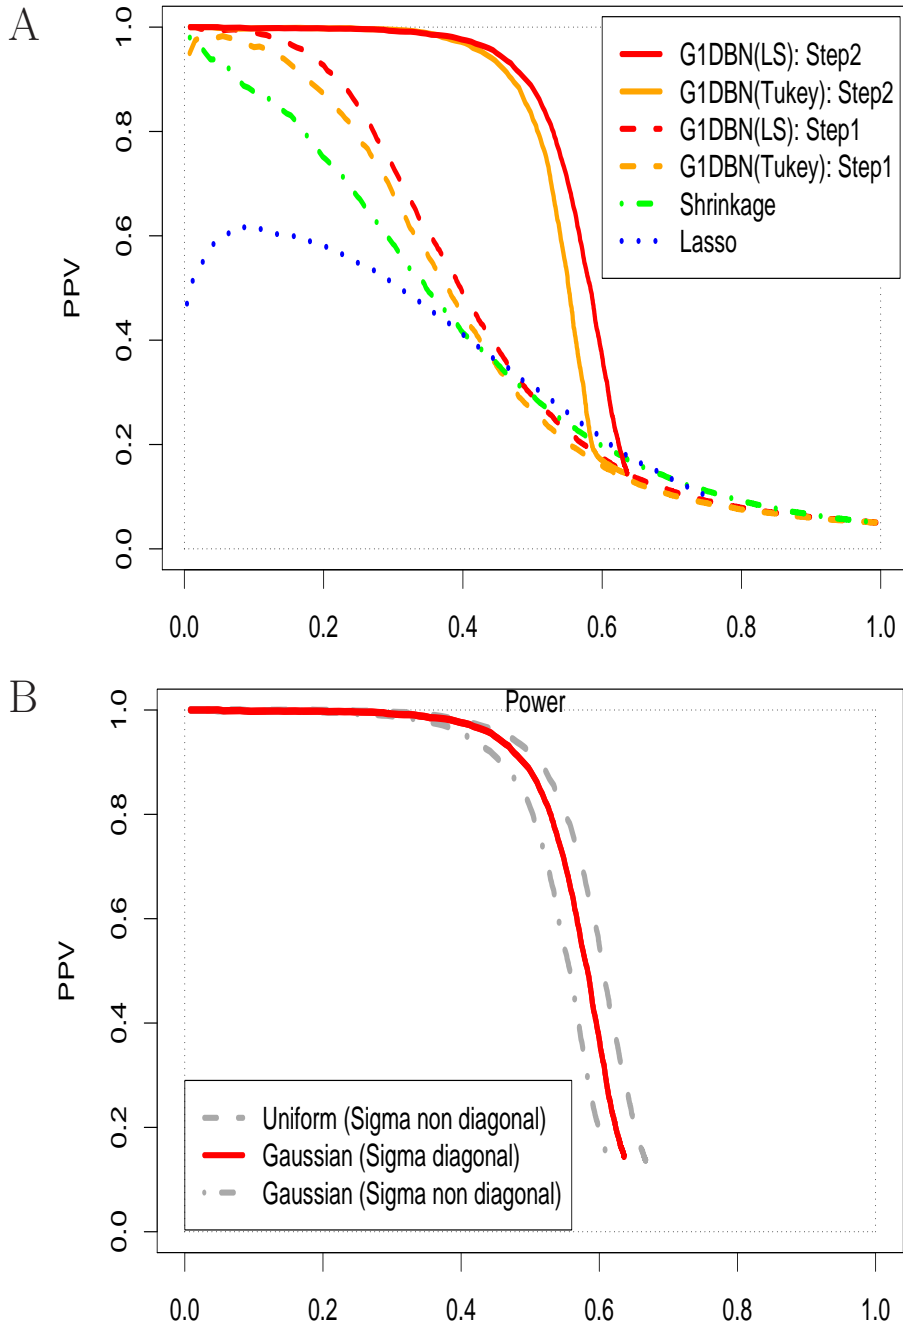 A
1.0
0.8
0.6
0.4
0.2
0.0
PPV
G1DBN(LS): Step2
G1DBN(Tukey): Step2
G1DBN(LS): Step1
G1DBN(Tukey): Step1
Shrinkage
Lasso
0.0 0.2 0.4 0.6 0.8 1.0
Power
B
1.0
0.8
0.6
0.4
0.2
0.0
PPV
Uniform (Sigma non diagonal)
Gaussian (Sigma diagonal)
Gaussian (Sigma non diagonal)
0.0 0.2 0.4 0.6 0.8 1.0